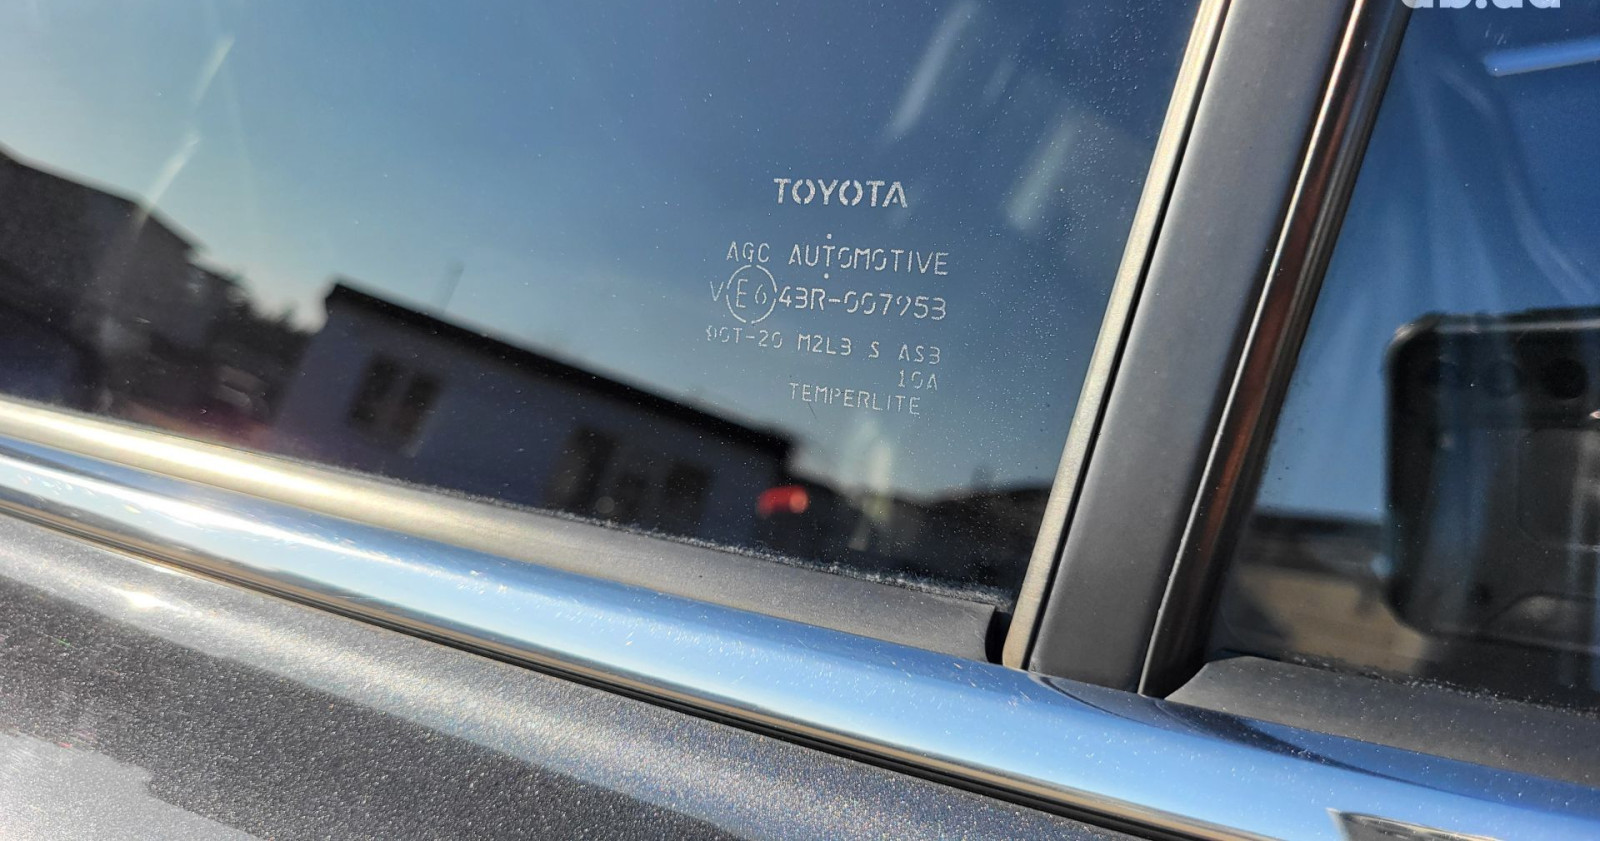 TOYOTA
AGC AUTOMOTIVE
V E6 43R-007953
DOT-20 M2L3 S AS3
10A
TEMPERLITE